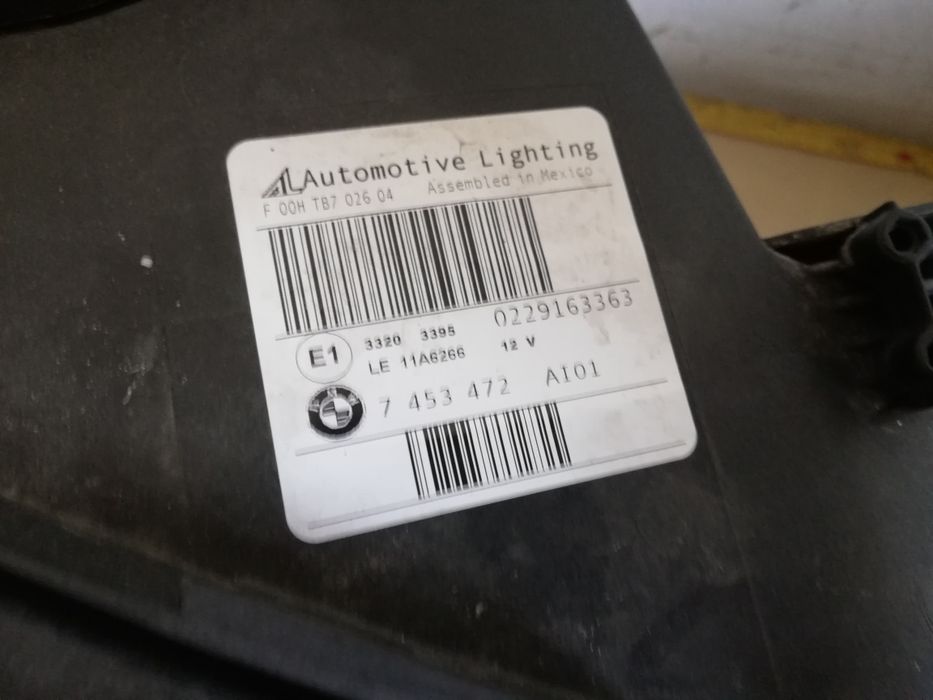 AL Automotive Lighting
F 00H TB7 026 04 Assembled in Mexico
0229163363
E1 3320 3395
LE 11A6266 12 V
7 453 472 AI01